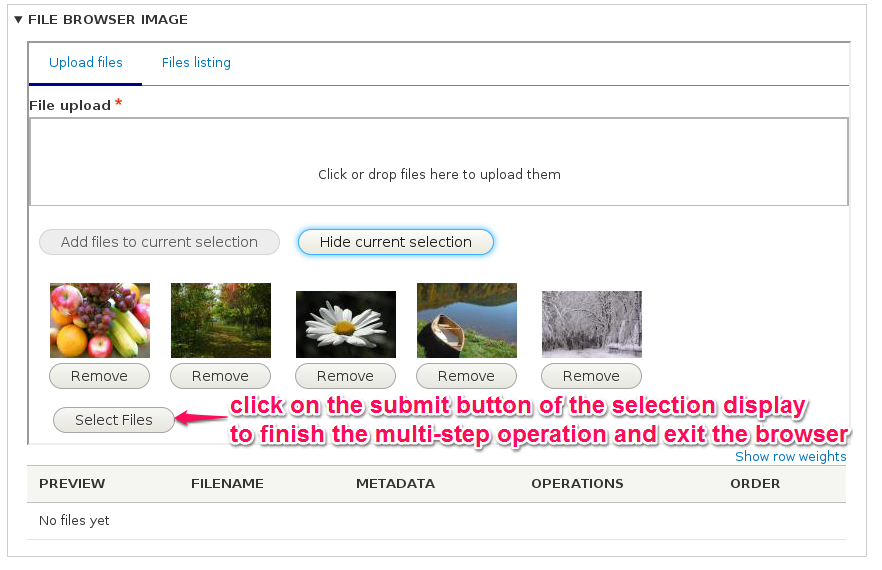 FILE BROWSER IMAGE
Upload files Files listing
File upload *
Click or drop files here to upload them
Add files to current selection Hide current selection
Remove Remove Remove Remove Remove
Select Files click on the submit button of the selection display
to finish the multi-step operation and exit the browser
Show row weights
PREVIEW FILENAME METADATA OPERATIONS ORDER
No files yet